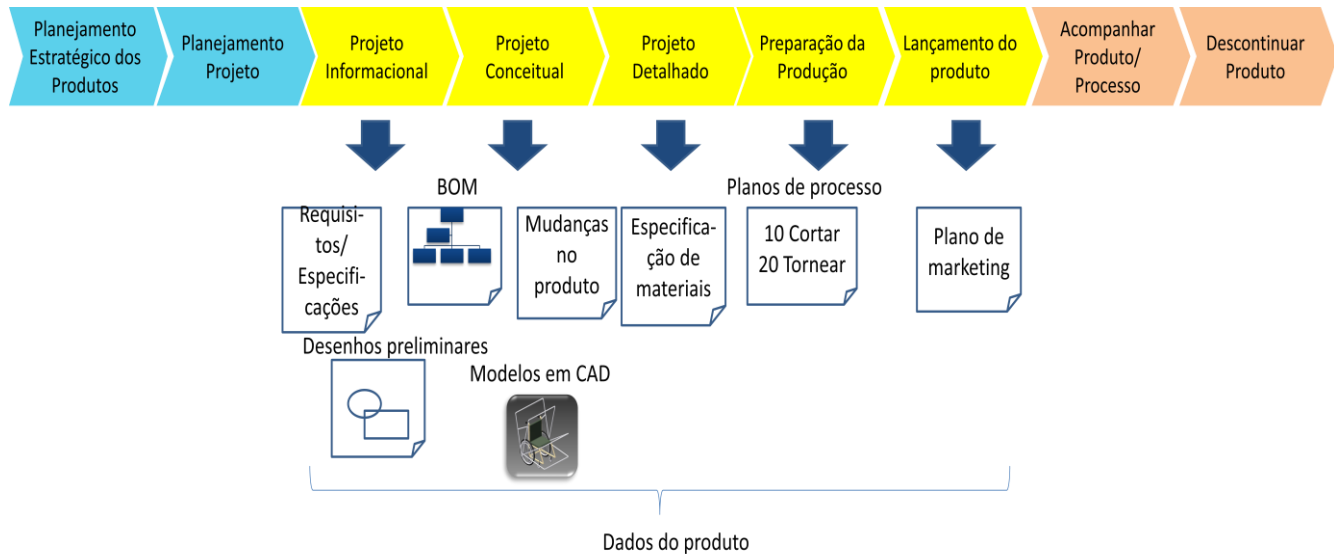 Planejamento
Estratégico dos
Produtos
Planejamento
Projeto
Projeto
Informacional
Projeto
Conceitual
Projeto
Detalhado
Preparação da
Produção
Lançamento do
produto
Acompanhar
Produto/
Processo
Descontinuar
Produto
Requisi-
tos/
Especifi-
cações
BOM
Mudanças
no
produto
Especifica-
ção de
materiais
Planos de processo
10 Cortar
20 Tornear
Plano de
marketing
Desenhos preliminares
Modelos em CAD
Dados do produto